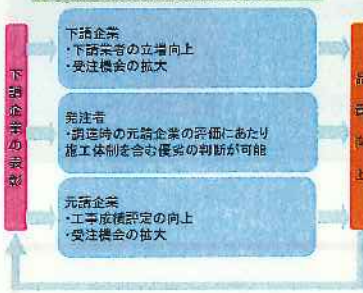 下請企業の表彰
下請企業
・下請業者の立場向上
・受注機会の拡大
発注者
・調達時の元請企業の評価にあたり
施工体制を含む優劣の判断が可能
元請企業
・工事成績評定の向上
・受注機会の拡大
品質向上